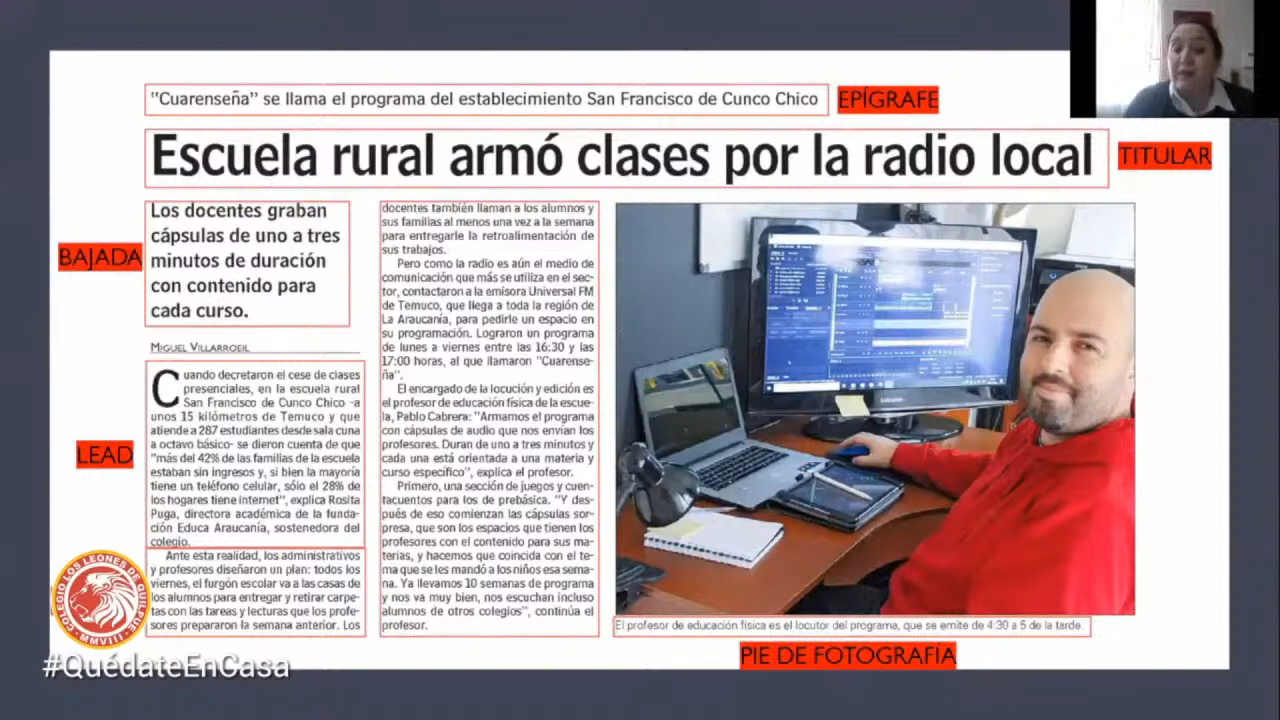 "Cuarenseña" se llama el programa del establecimiento San Francisco de Cunco Chico
EPÍGRAFE
Escuela rural armó clases por la radio local
TITULAR
BAJADA
Los docentes graban
cápsulas de uno a tres
minutos de duración
con contenido para
cada curso.
MIGUEL VILLARROEL
LEAD
Cuando decretaron el cese de clases
presenciales, en la escuela rural
San Francisco de Cunco Chico -a
unos 15 kilómetros de Temuco y que
atiende a 287 estudiantes desde sala cuna
a octavo básico- se dieron cuenta de que
"más del 42% de las familias de la escuela
estaban sin ingresos y, si bien la mayoría
tiene un teléfono celular, sólo el 28% de
los hogares tiene internet", explica Rosita
Puga, directora académica de la funda-
ción Educa Araucanía, sostenedora del
colegio.
Ante esta realidad, los administrativos
y profesores diseñaron un plan: todos los
viernes, el furgón escolar va a las casas de
los alumnos para entregar y retirar carpe-
tas con las tareas y lecturas que los profe-
sores prepararon la semana anterior. Los
docentes también llaman a los alumnos y
sus familias al menos una vez a la semana
para entregarle la retroalimentación de
sus trabajos.
Pero como la radio es aún el medio de
comunicación que más se utiliza en el sec-
tor, contactaron a la emisora Universal FM
de Temuco, que llega a toda la región de
La Araucanía, para pedirle un espacio en
su programación. Lograron un programa
de lunes a viernes entre las 16:30 y las
17:00 horas, al que llamaron "Cuarense-
ña".
El encargado de la locución y edición es
el profesor de educación física de la escue-
la, Pablo Cabrera: "Armamos el programa
con cápsulas de audio que nos envían los
profesores. Duran de uno a tres minutos y
cada una está orientada a una materia y
curso específico", explica el profesor.
Primero, una sección de juegos y cuen-
tacuentos para los de prebásica. "Y des-
pués de eso comienzan las cápsulas sor-
presa, que son los espacios que tienen los
profesores con el contenido para sus ma-
terias, y hacemos que coincida con el te-
ma que se les mandó a los niños esa sema-
na. Ya llevamos 10 semanas de programa
y nos va muy bien, nos escuchan incluso
alumnos de otros colegios", continúa el
profesor.
El profesor de educación física es el locutor del programa, que se emite de 4:30 a 5 de la tarde.
PIE DE FOTOGRAFÍA
COLEGIO LOS LEONES DE QUILPUE
MMVIII
#QuédateEnCasa